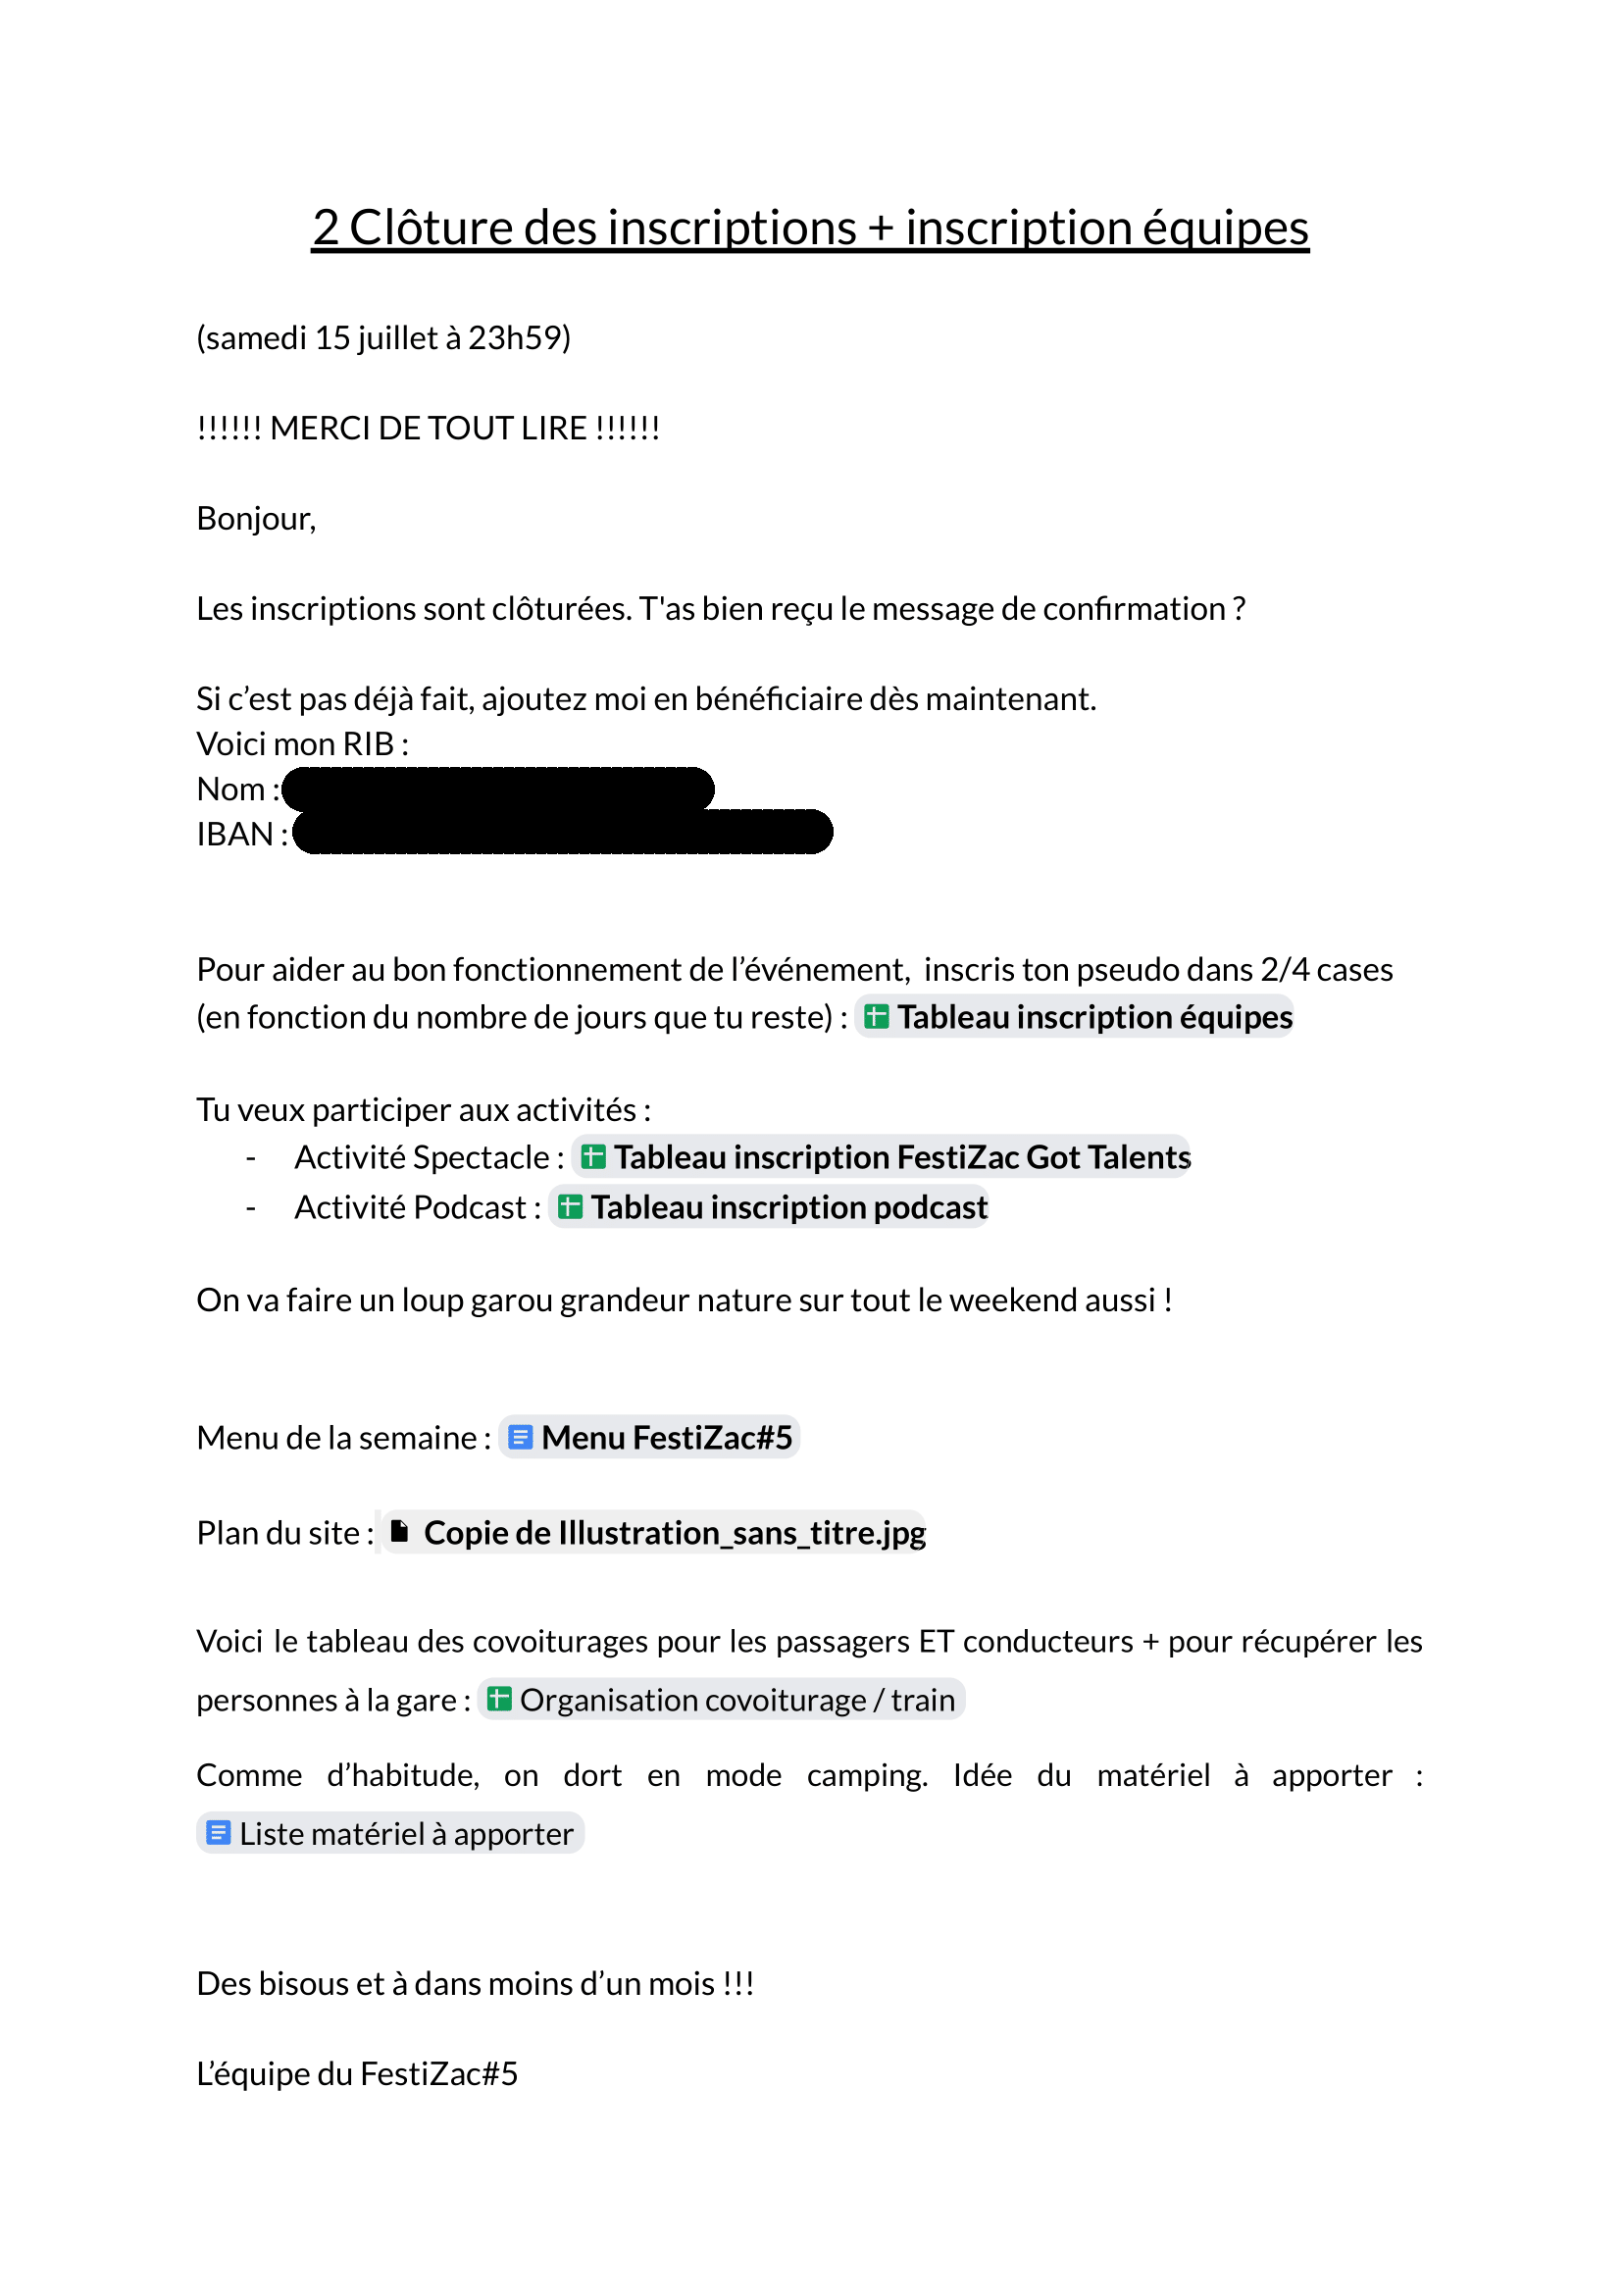 2 Clôture des inscriptions + inscription équipes
(samedi 15 juillet à 23h59)
!!!!!! MERCI DE TOUT LIRE !!!!!!
Bonjour,
Les inscriptions sont clôturées. T'as bien reçu le message de confirmation ?
Si c’est pas déjà fait, ajoutez moi en bénéficiaire dès maintenant.
Voici mon RIB :
Nom :
IBAN :
Pour aider au bon fonctionnement de l’événement,  inscris ton pseudo dans 2/4 cases
(en fonction du nombre de jours que tu reste) : Tableau inscription équipes
Tu veux participer aux activités :
- Activité Spectacle : Tableau inscription FestiZac Got Talents
- Activité Podcast : Tableau inscription podcast
On va faire un loup garou grandeur nature sur tout le weekend aussi !
Menu de la semaine : Menu FestiZac#5
Plan du site : Copie de Illustration_sans_titre.jpg
Voici le tableau des covoiturages pour les passagers ET conducteurs + pour récupérer les
personnes à la gare : Organisation covoiturage / train
Comme d’habitude, on dort en mode camping. Idée du matériel à apporter :
Liste matériel à apporter
Des bisous et à dans moins d’un mois !!!
L’équipe du FestiZac#5